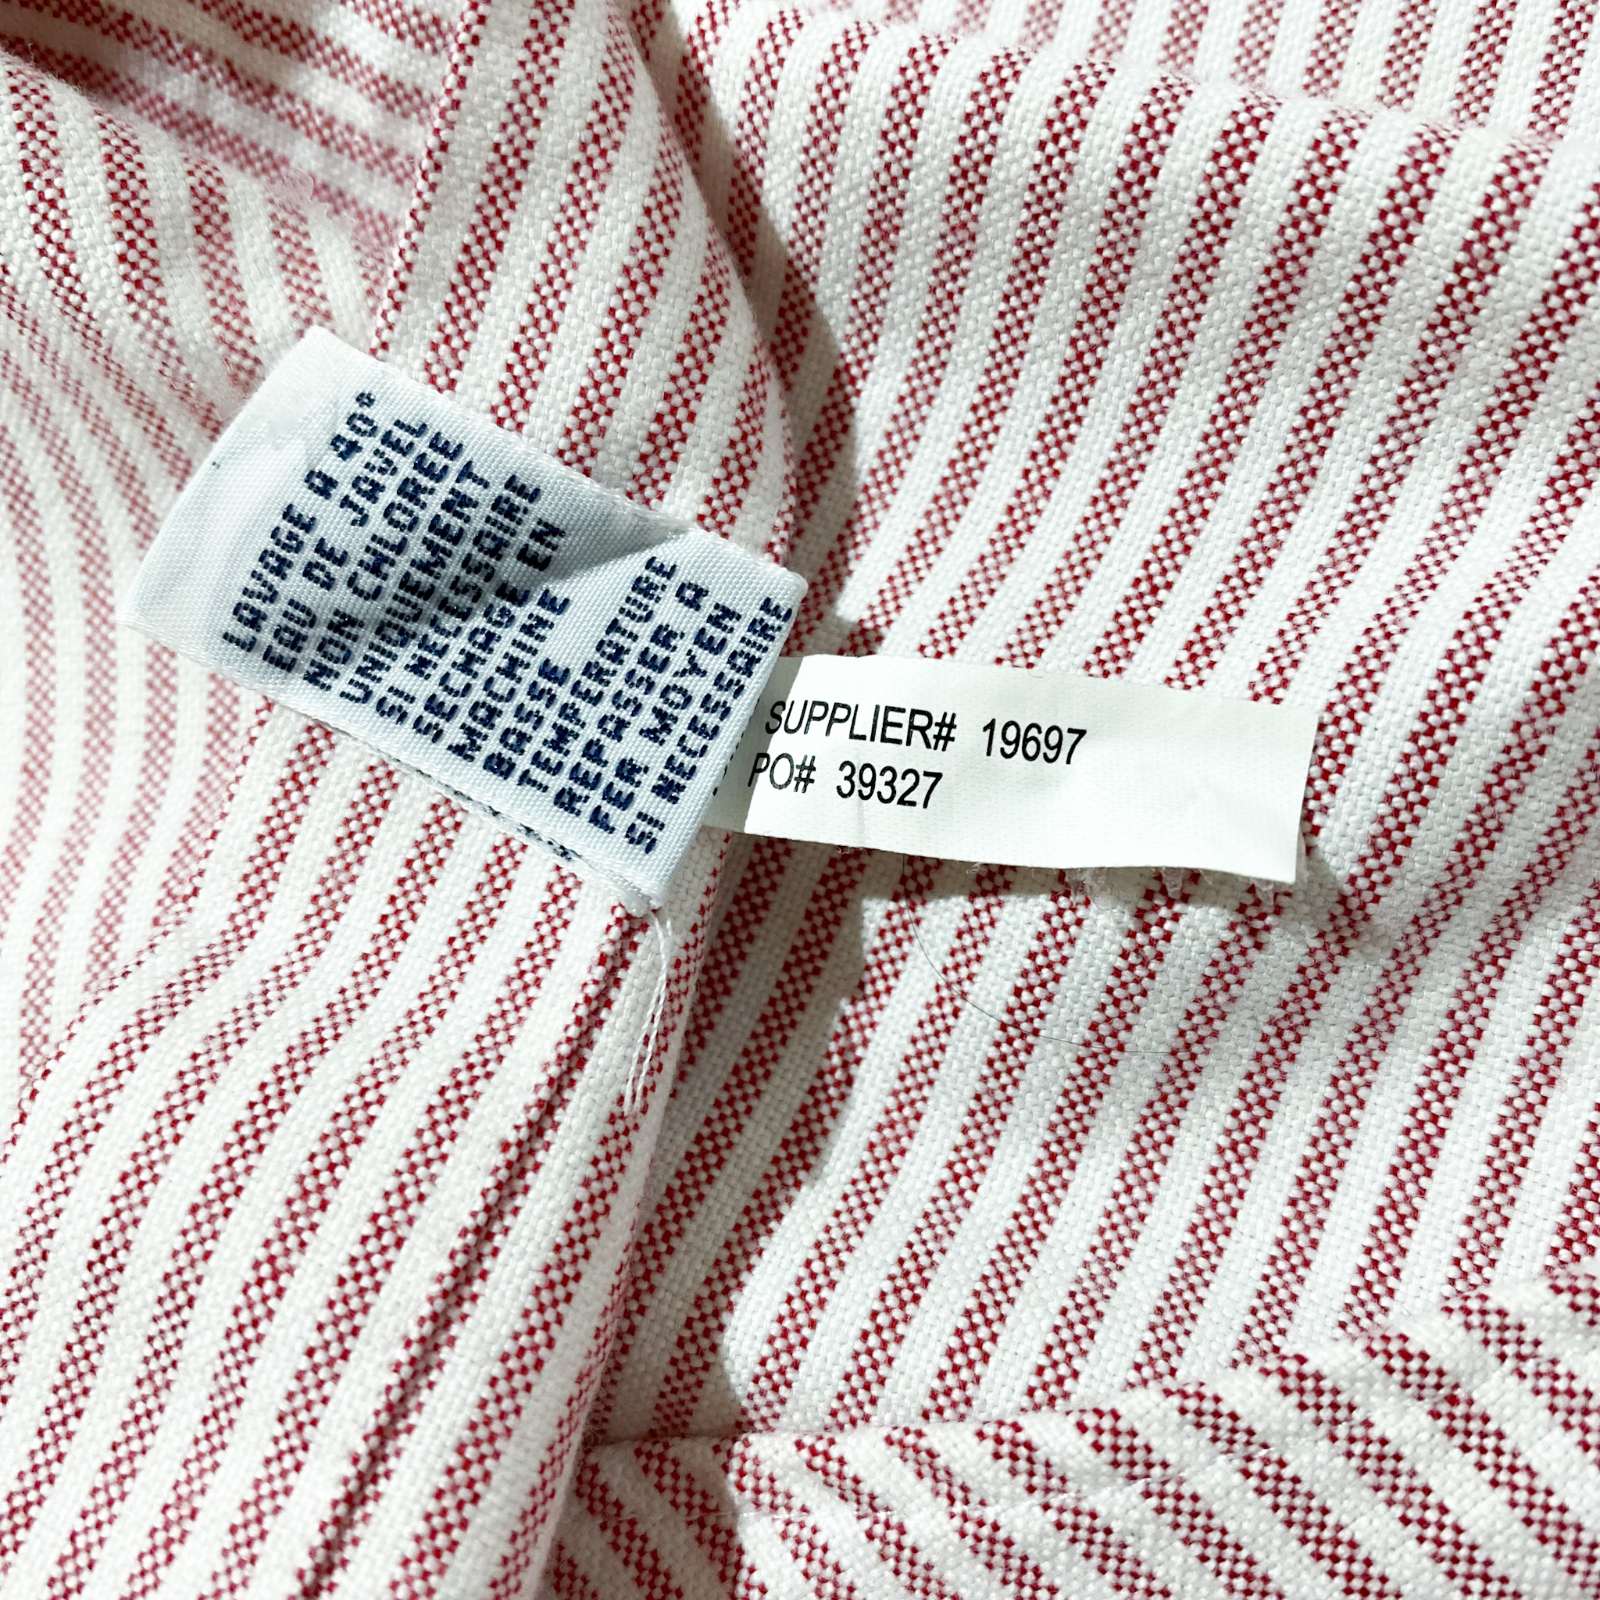 LAVAGE A 40°
EAU DE JAVEL
NON CHLOREE
UNIQUEMENT
SI NECESSAIRE
SECHAGE EN
MACHINE
BASSE
TEMPERATURE
REPASSER A
FER MOYEN
SI NECESSAIRE
SUPPLIER# 19697
PO# 39327